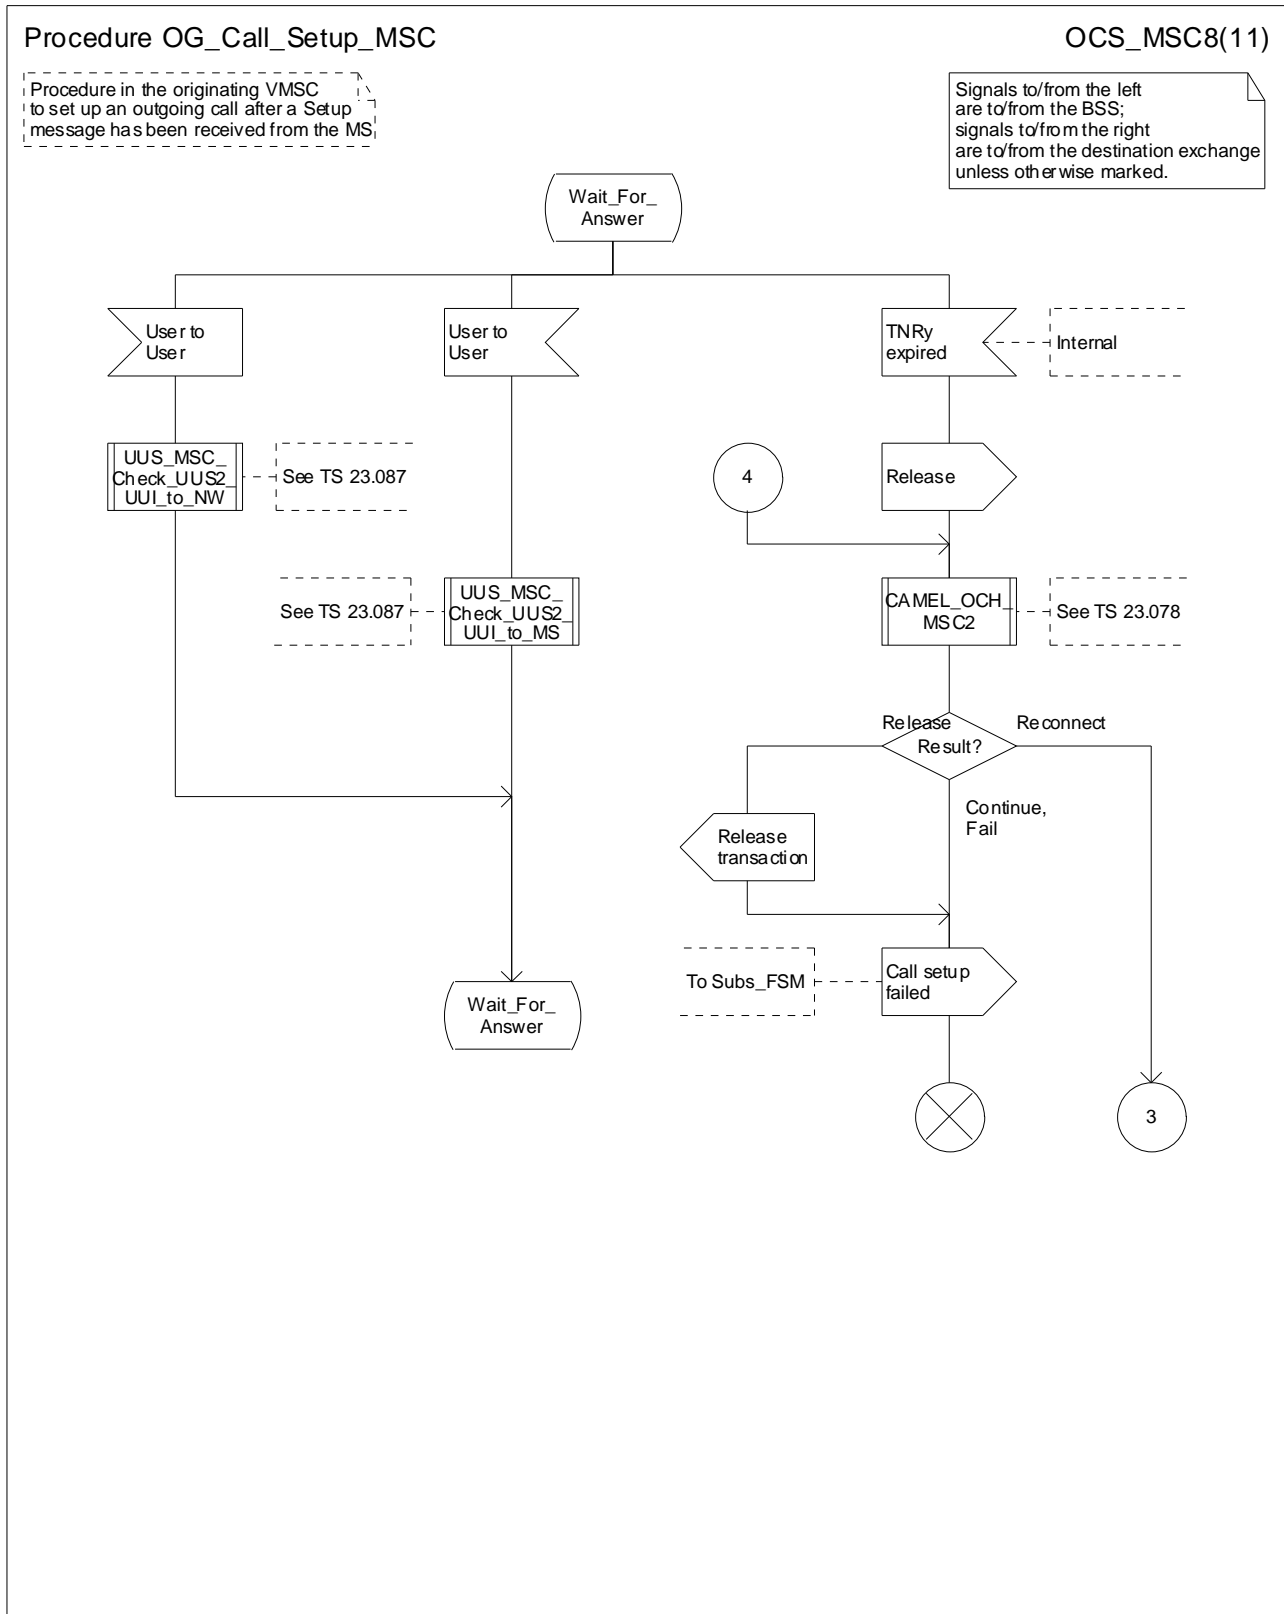 Procedure OG_Call_Setup_MSC
OCS_MSC8(11)
Procedure in the originating VMSC
to set up an outgoing call after a Setup
message has been received from the MS
Signals to/from the left
are to/from the BSS;
signals to/from the right
are to/from the destination exchange
unless otherwise marked.
Wait_For_
Answer
User to
User
User to
User
TNRy
expired
Internal
UUS_MSC_
Check_UUS2_
UUI_to_NW
See TS 23.087
4
Release
See TS 23.087
UUS_MSC_
Check_UUS2_
UUI_to_MS
CAMEL_OCH_
MSC2
See TS 23.078
Release
Result?
Reconnect
Continue,
Fail
Release
transaction
To Subs_FSM
Call setup
failed
Wait_For_
Answer
3